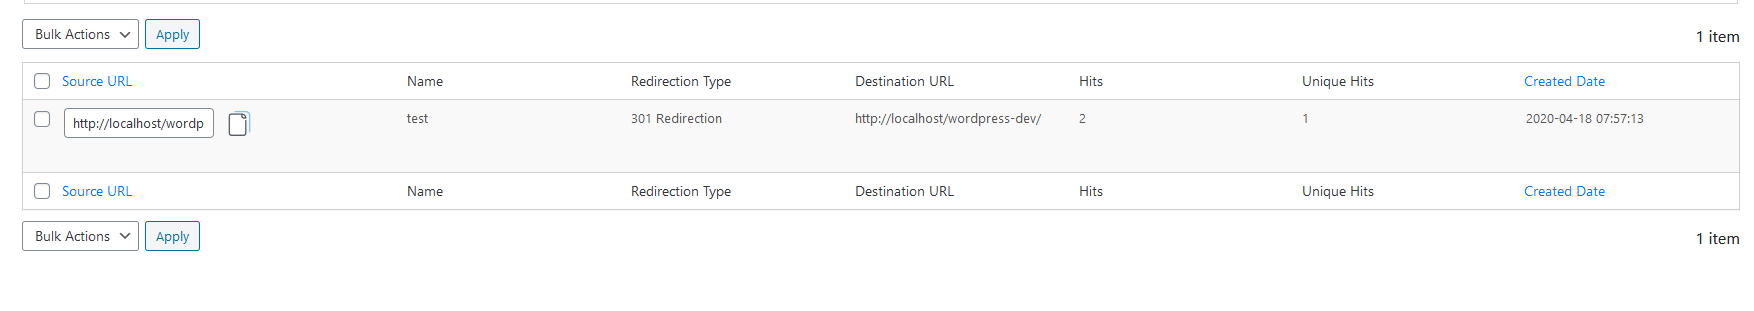 Bulk Actions Apply
1 item
Source URL Name Redirection Type Destination URL Hits Unique Hits Created Date
http://localhost/wordp test 301 Redirection http://localhost/wordpress-dev/ 2 1 2020-04-18 07:57:13
Source URL Name Redirection Type Destination URL Hits Unique Hits Created Date
Bulk Actions Apply
1 item